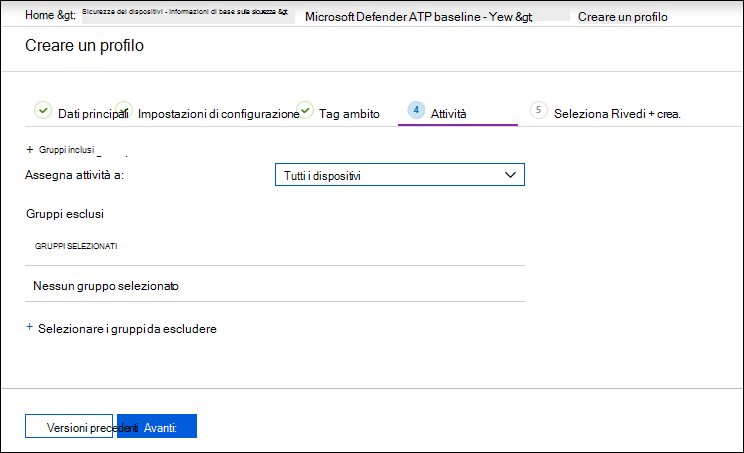 Home &gt; Sicurezza dei dispositivi - Informazioni di base sulla sicurezza &gt; Microsoft Defender ATP baseline - Yew &gt; Creare un profilo
Creare un profilo
Dati principali Impostazioni di configurazione Tag ambito 4 Attività 5 Seleziona Rivedi + crea.
+ Gruppi inclusi
Assegna attività a: Tutti i dispositivi
Gruppi esclusi
GRUPPI SELEZIONATI
Nessun gruppo selezionato
+ Selezionare i gruppi da escludere
Versioni precedenti Avanti: